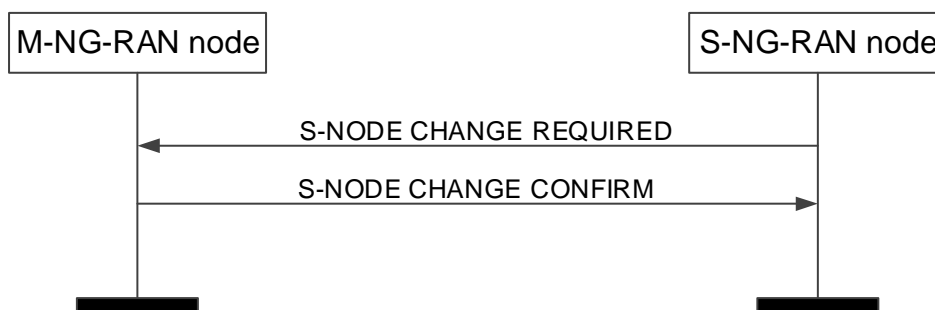 M-NG-RAN node
S-NG-RAN node
S-NODE CHANGE REQUIRED
S-NODE CHANGE CONFIRM